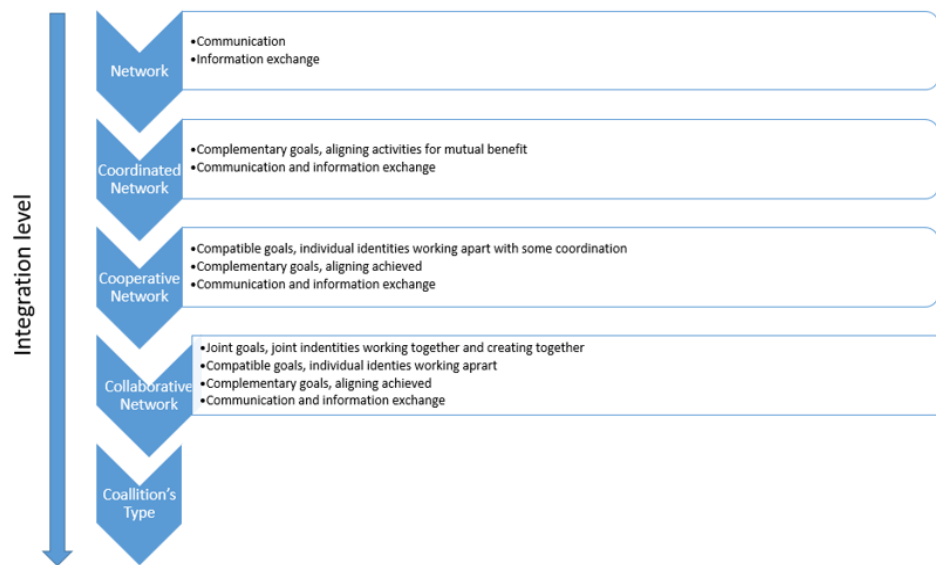 Integration level
Network
•Communication
•Information exchange
Coordinated
Network
•Complementary goals, aligning activities for mutual benefit
•Communication and information exchange
Cooperative
Network
•Compatible goals, individual identities working apart with some coordination
•Complementary goals, aligning achieved
•Communication and information exchange
Collaborative
Network
•Joint goals, joint indentities working together and creating together
•Compatible goals, individual identies working aprart
•Complementary goals, aligning achieved
•Communication and information exchange
Coallition's
Type